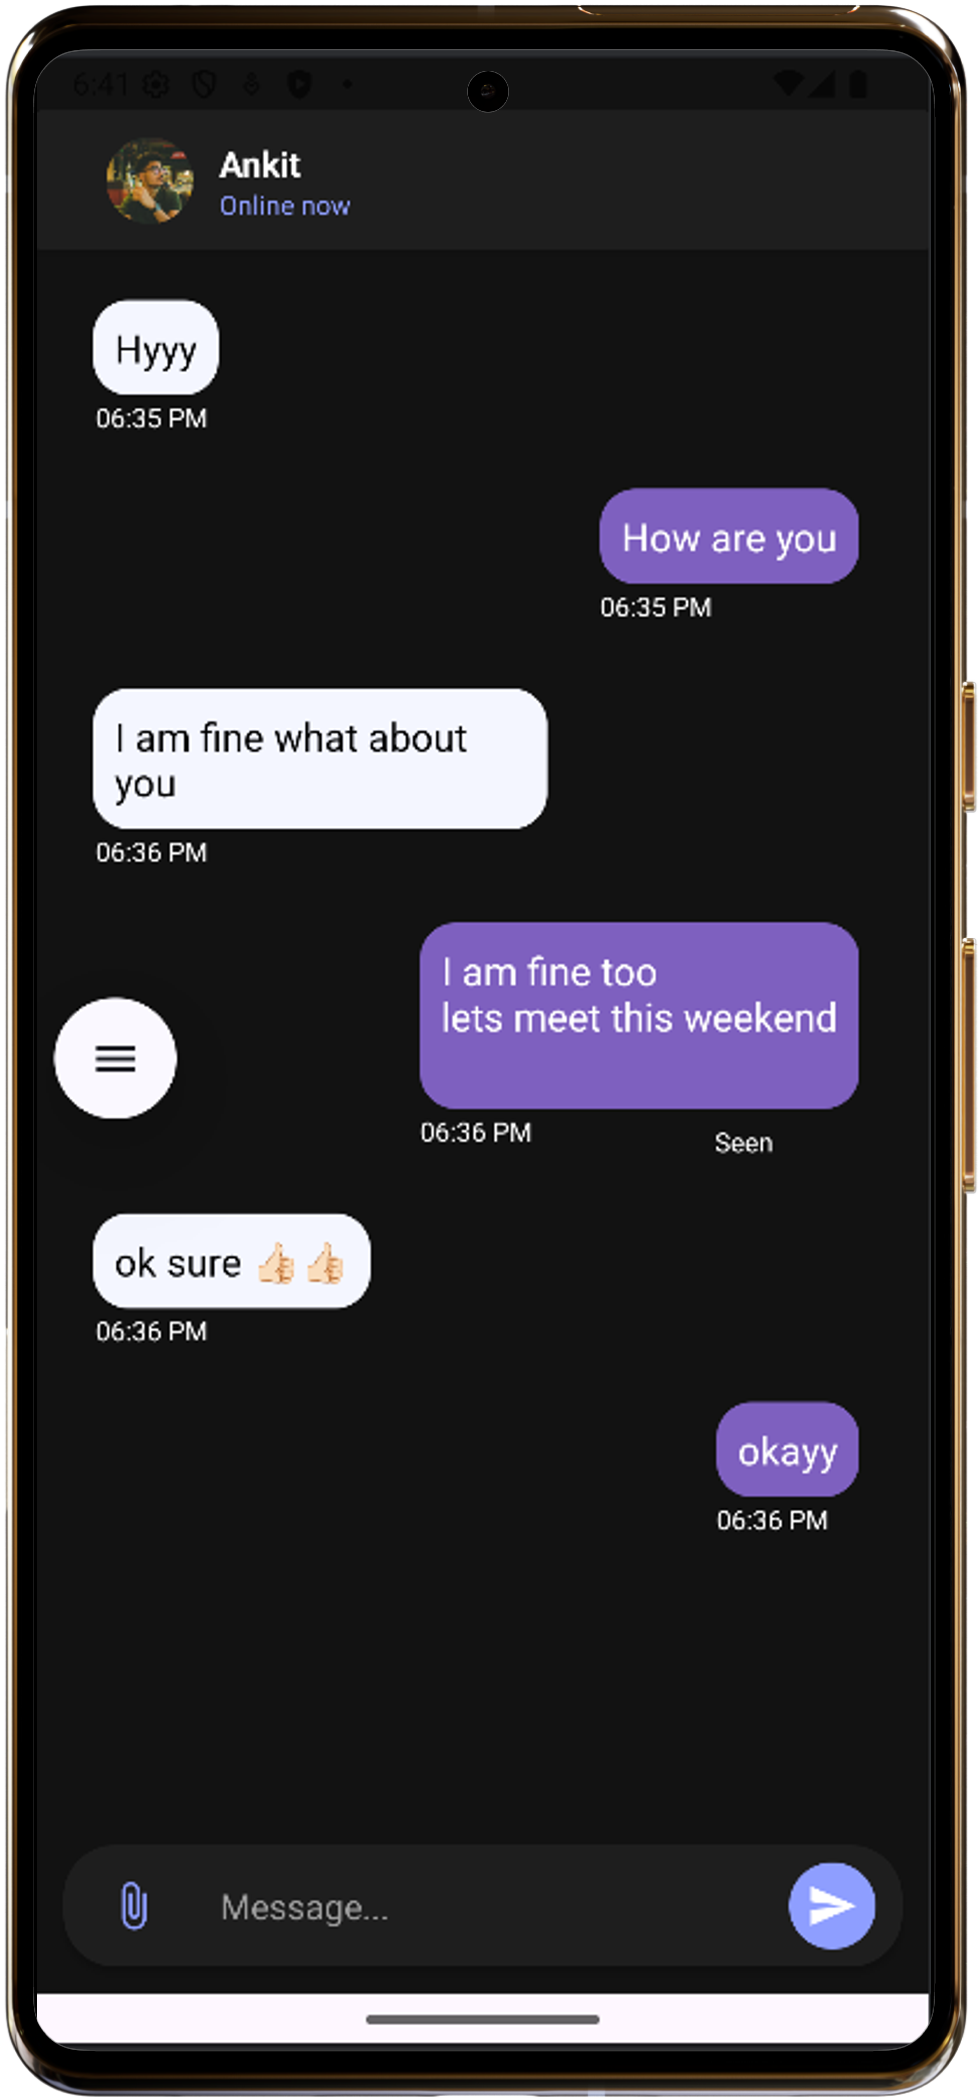 6:41
Ankit
Online now
Hyyy
06:35 PM
How are you
06:35 PM
I am fine what about
you
06:36 PM
I am fine too
lets meet this weekend
06:36 PM
Seen
ok sure 👍🏻👍🏻
06:36 PM
okayy
06:36 PM
Message...